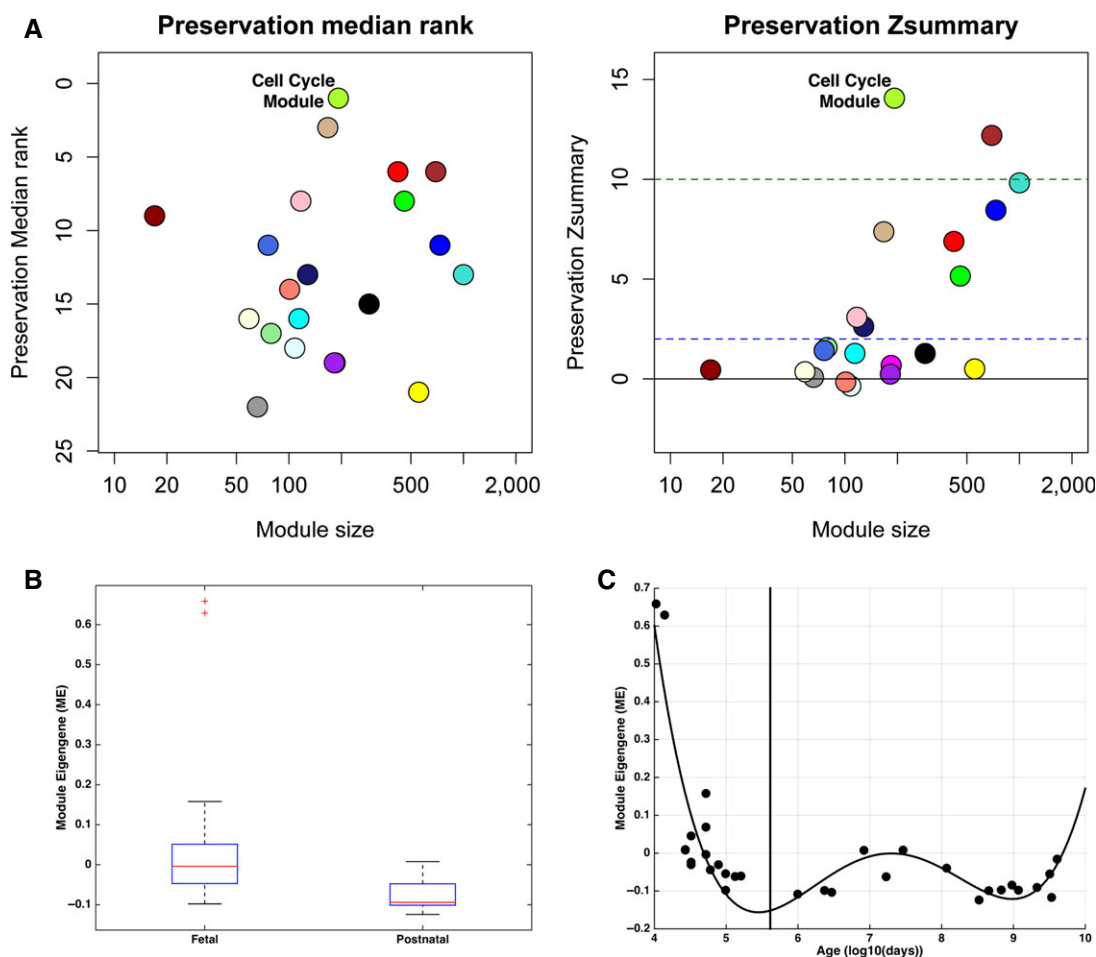 A
Preservation median rank
Preservation Zsummary
Cell Cycle
Module
Preservation Median rank
0
5
10
15
20
25
10
20
50
100
500
2,000
Module size
Cell Cycle
Module
Preservation Zsummary
15
10
5
0
10
20
50
100
500
2,000
Module size
B
Module Eigengene (ME)
0.6
0.5
0.4
0.3
0.2
0.1
0
−0.1
Fetal
Postnatal
C
Module Eigengene (ME)
0.7
0.6
0.5
0.4
0.3
0.2
0.1
0
−0.1
−0.2
4
5
6
7
8
9
10
Age (log10(days))